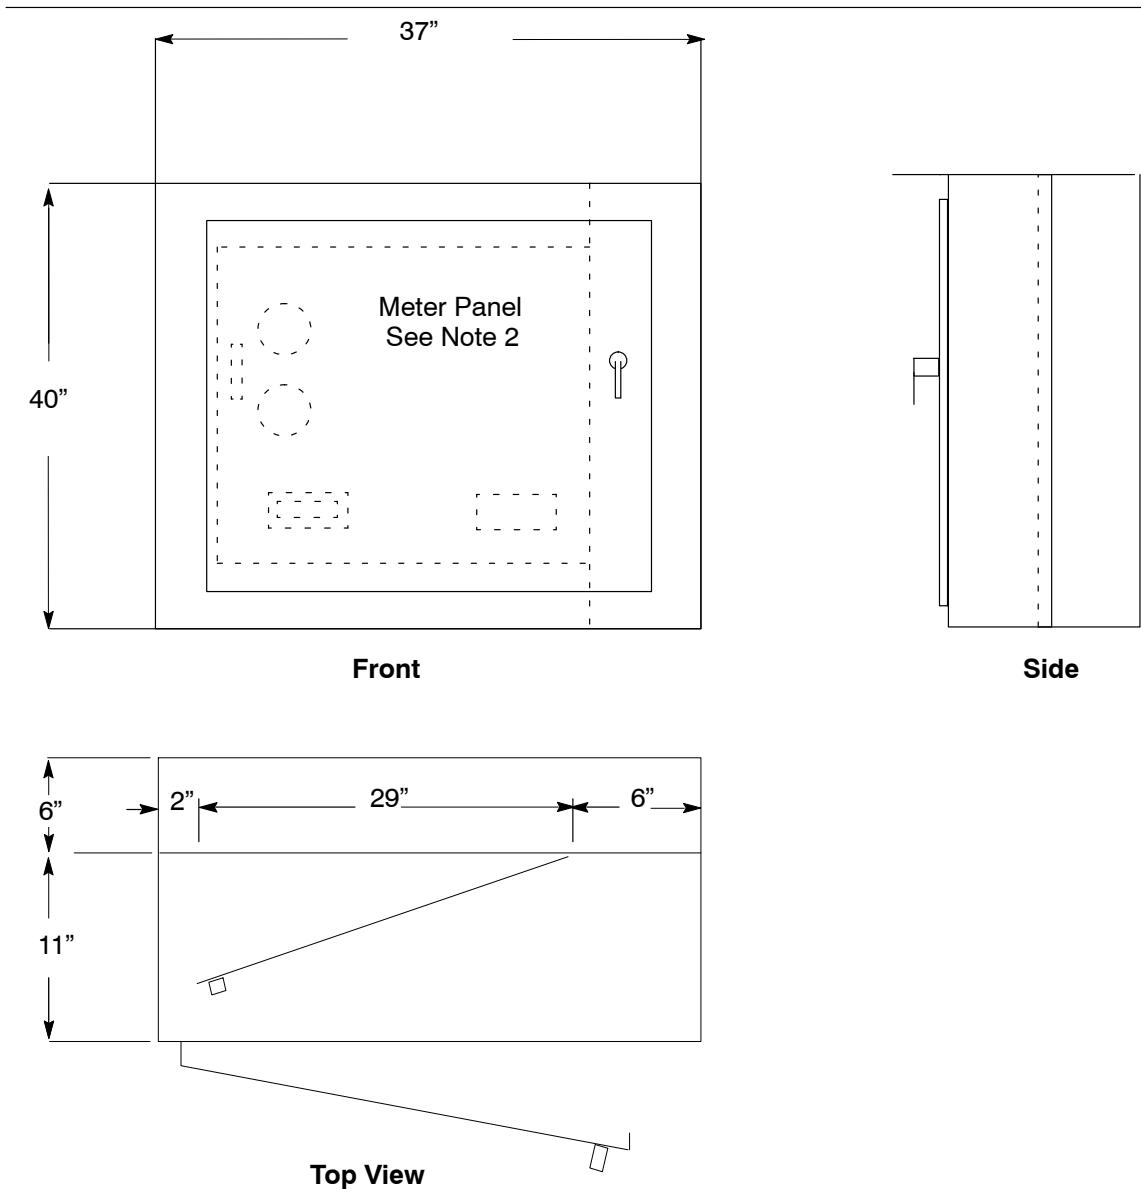 37”
Meter Panel
See Note 2
40”
Front
Side
6”
2”
29”
6”
11”
Top View